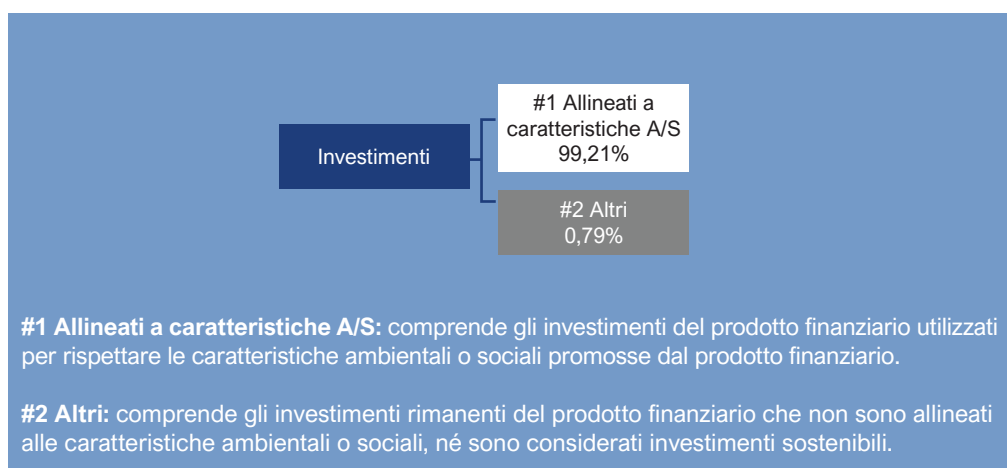 Investimenti
#1 Allineati a
caratteristiche A/S
99,21%
#2 Altri
0,79%
#1 Allineati a caratteristiche A/S: comprende gli investimenti del prodotto finanziario utilizzati
per rispettare le caratteristiche ambientali o sociali promosse dal prodotto finanziario.
#2 Altri: comprende gli investimenti rimanenti del prodotto finanziario che non sono allineati
alle caratteristiche ambientali o sociali, né sono considerati investimenti sostenibili.